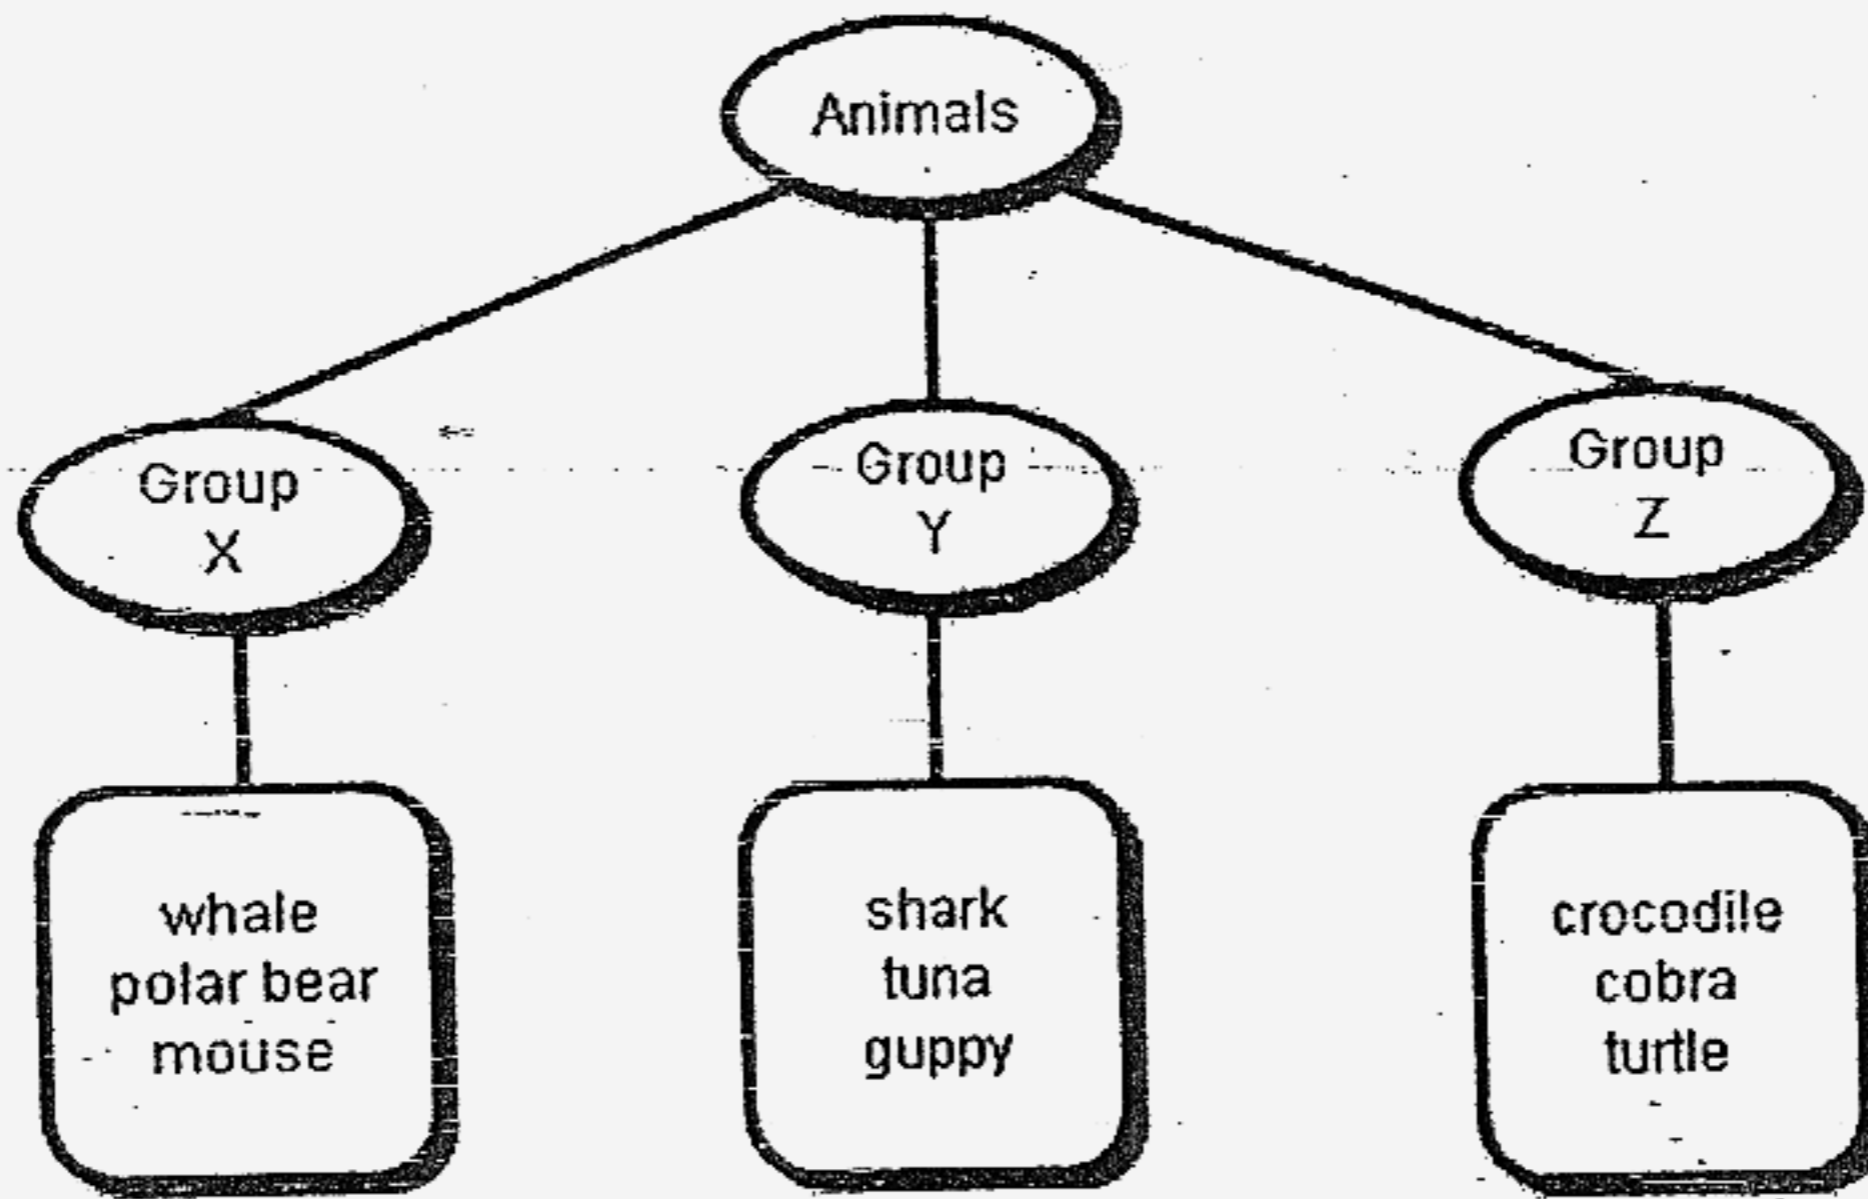 Animals
Group
X
Group
Y
Group
Z
whale
polar bear
mouse
shark
tuna
guppy
crocodile
cobra
turtle